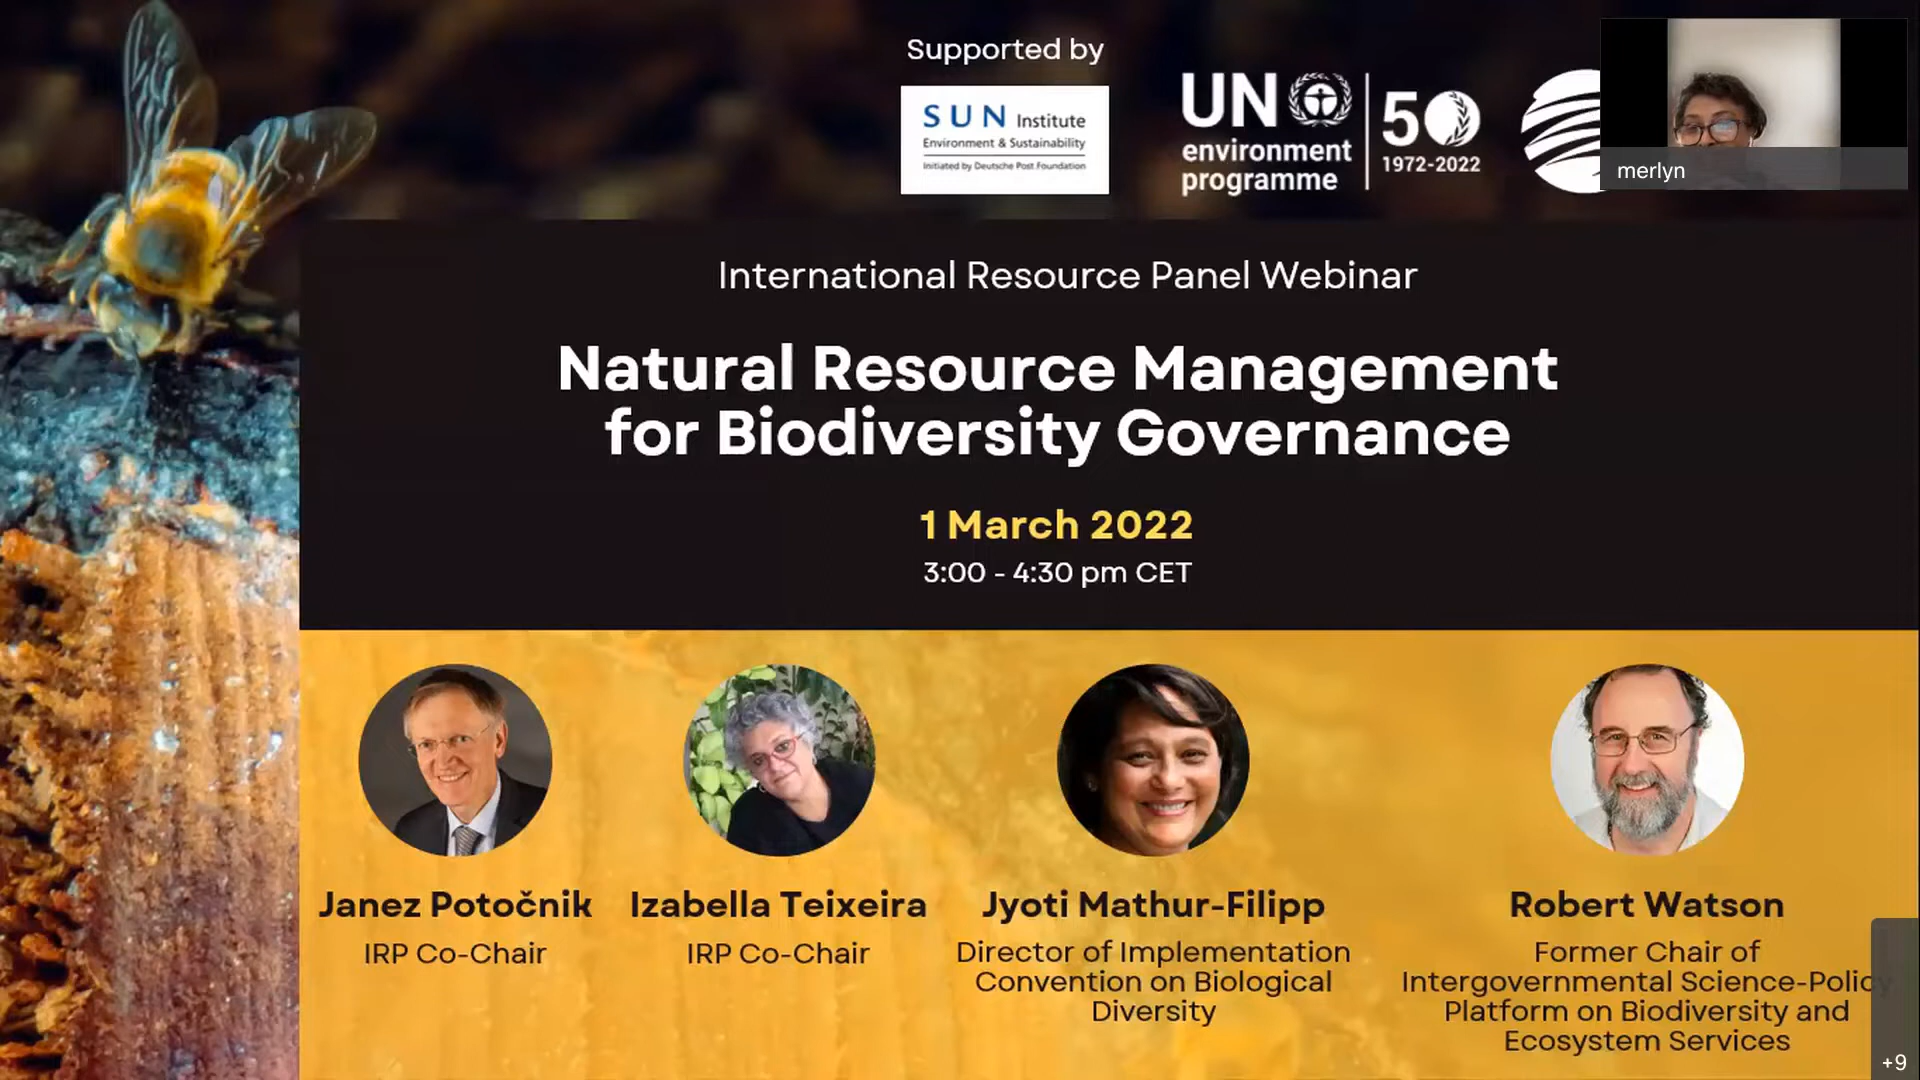 Supported by
SUN Institute
Environment & Sustainability
Initiated by Deutsche Post Foundation
UN
environment
programme
50
1972-2022
merlyn
International Resource Panel Webinar
Natural Resource Management
for Biodiversity Governance
1 March 2022
3:00 - 4:30 pm CET
Janez Potočnik
IRP Co-Chair
Izabella Teixeira
IRP Co-Chair
Jyoti Mathur-Filipp
Director of Implementation
Convention on Biological
Diversity
Robert Watson
Former Chair of
Intergovernmental Science-Policy
Platform on Biodiversity and
Ecosystem Services
+9